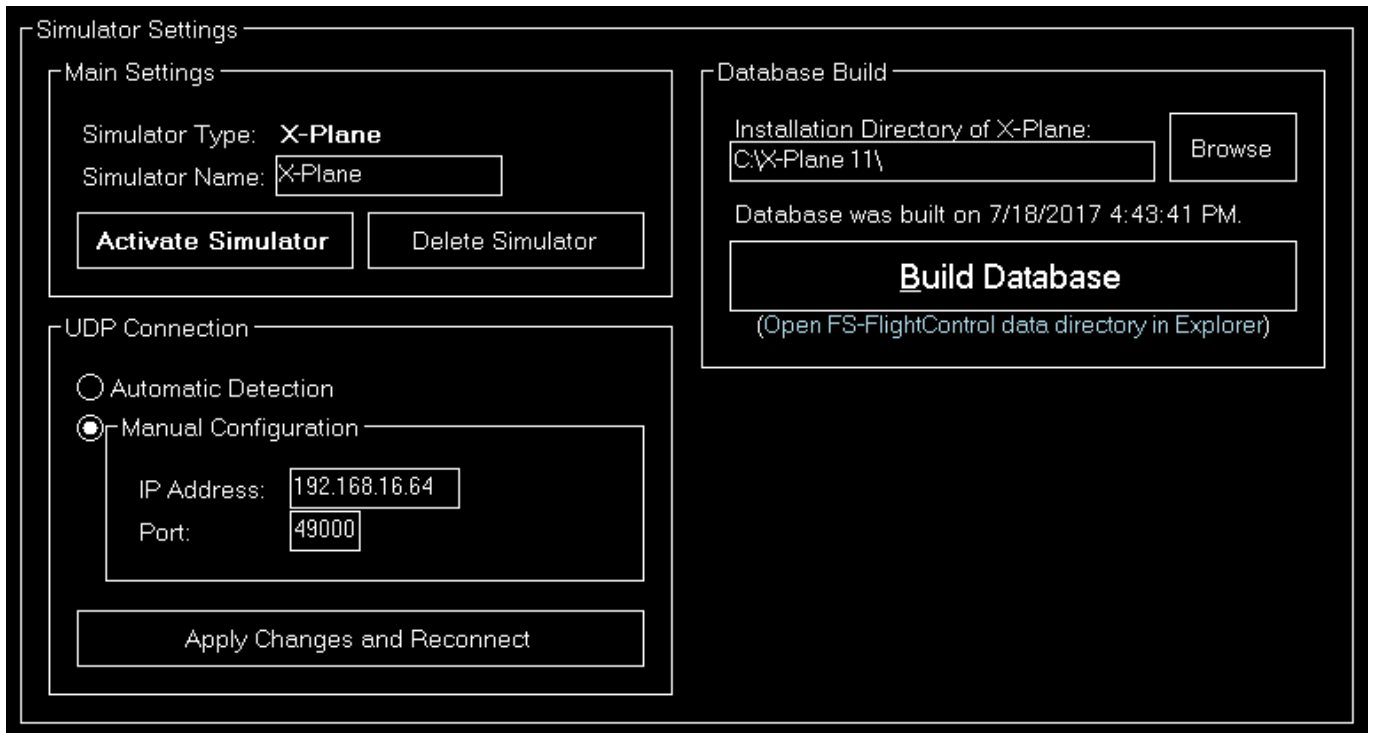 Simulator Settings
Main Settings
Simulator Type: X-Plane
Simulator Name: X-Plane
Activate Simulator
Delete Simulator
UDP Connection
Automatic Detection
Manual Configuration
IP Address: 192.168.16.64
Port: 49000
Apply Changes and Reconnect
Database Build
Installation Directory of X-Plane:
C:\X-Plane 11\
Browse
Database was built on 7/18/2017 4:43:41 PM.
Build Database
(Open FS-FlightControl data directory in Explorer)